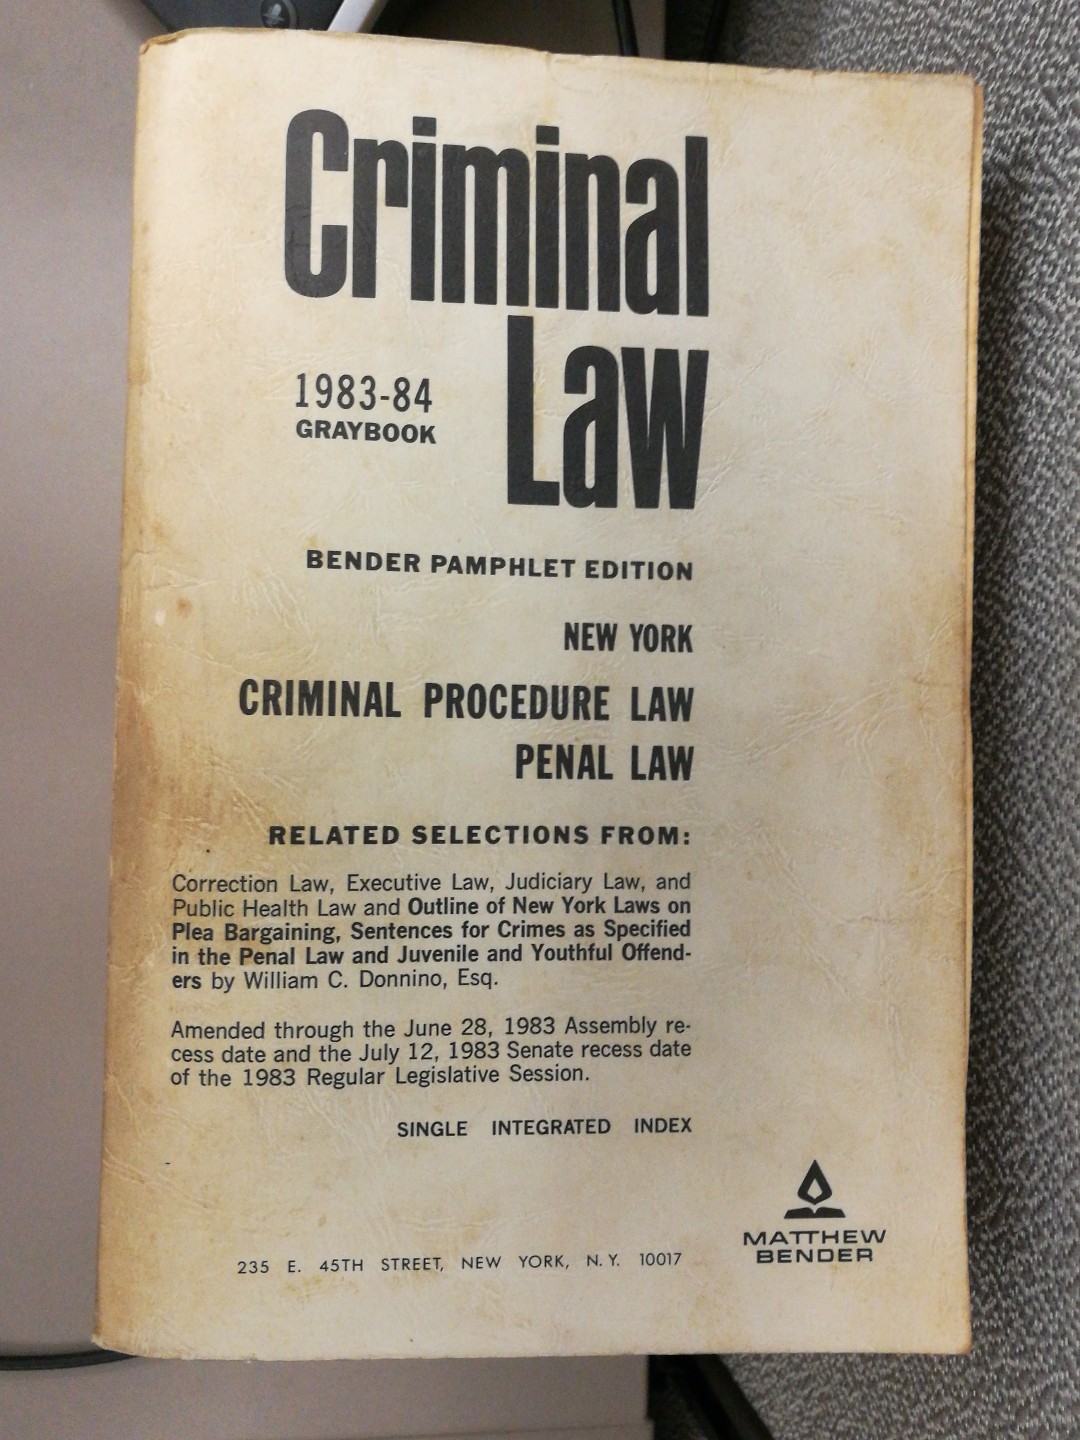 Criminal
Law
1983-84
GRAYBOOK
BENDER PAMPHLET EDITION
NEW YORK
CRIMINAL PROCEDURE LAW
PENAL LAW
RELATED SELECTIONS FROM:
Correction Law, Executive Law, Judiciary Law, and
Public Health Law and Outline of New York Laws on
Plea Bargaining, Sentences for Crimes as Specified
in the Penal Law and Juvenile and Youthful Offend-
ers by William C. Donnino, Esq.
Amended through the June 28, 1983 Assembly re-
cess date and the July 12, 1983 Senate recess date
of the 1983 Regular Legislative Session.
SINGLE INTEGRATED INDEX
MATTHEW
BENDER
235 E. 45TH STREET, NEW YORK, N.Y. 10017